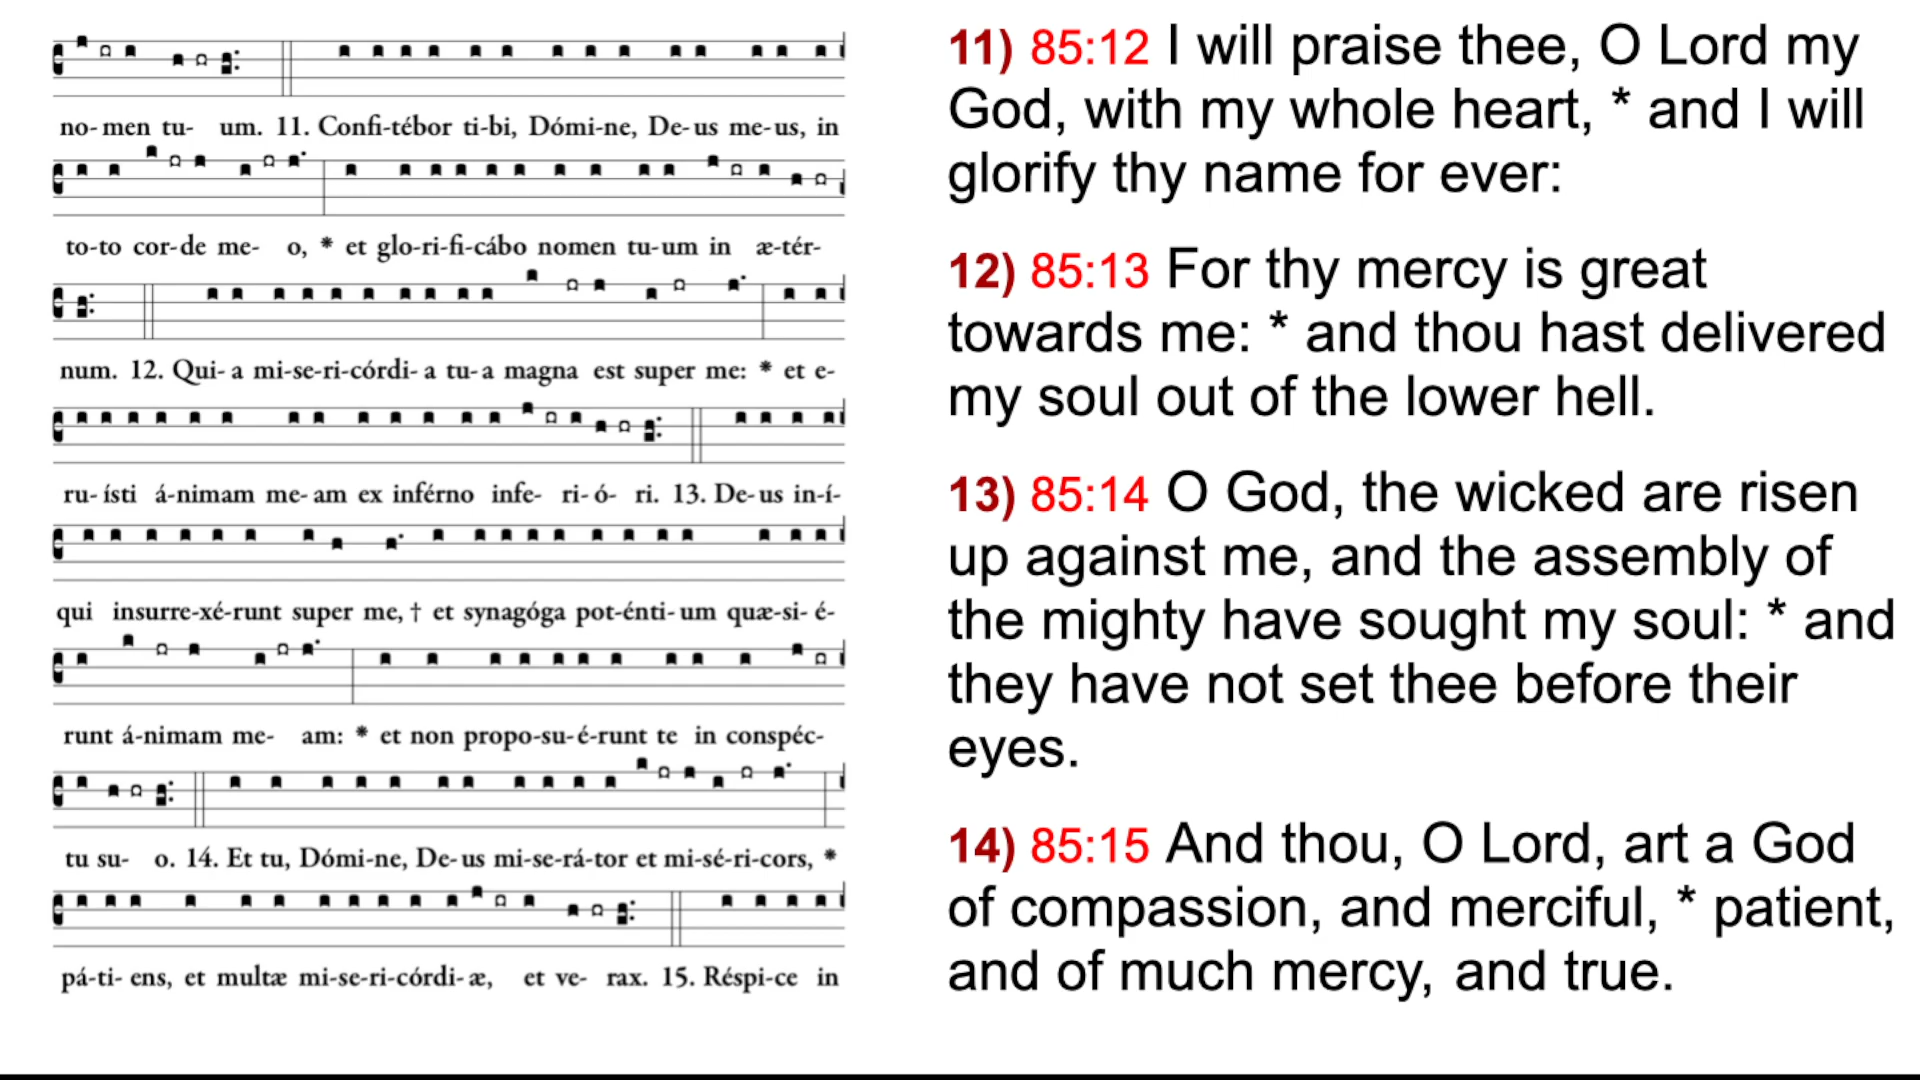 no-men tu- um. 11. Confi-tébor ti-bi, Dómi-ne, De-us me-us, in
to-to cor-de me- o, * et glo-ri-fi-cábo nomen tu-um in æ-tér-
num. 12. Qui-a mi-se-ri-córdi-a tu-a magna est super me: * et e-
ru-ísti á-nimam me-am ex inférno infe- ri-ó- ri. 13. De-us in-í-
qui insurre-xé-runt super me, † et synagóga pot-énti-um quæ-si-é-
runt á-nimam me- am: * et non propo-su-é-runt te in conspéc-
tu su- o. 14. Et tu, Dómi-ne, De-us mi-se-rá-tor et mi-sé-ri-cors, *
pá-ti-ens, et multæ mi-se-ri-córdi-æ, et ve- rax. 15. Réspi-ce in
11) 85:12 I will praise thee, O Lord my
God, with my whole heart, * and I will
glorify thy name for ever:
12) 85:13 For thy mercy is great
towards me: * and thou hast delivered
my soul out of the lower hell.
13) 85:14 O God, the wicked are risen
up against me, and the assembly of
the mighty have sought my soul: * and
they have not set thee before their
eyes.
14) 85:15 And thou, O Lord, art a God
of compassion, and merciful, * patient,
and of much mercy, and true.